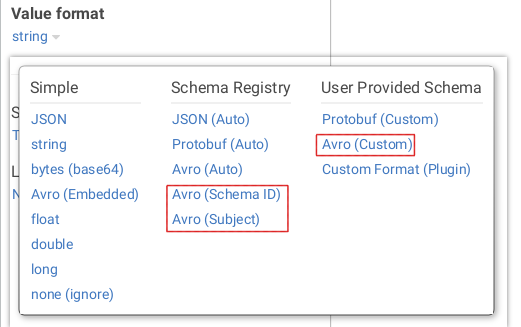 Value format
string
Simple
JSON
string
bytes (base64)
Avro (Embedded)
float
double
long
none (ignore)
Schema Registry
JSON (Auto)
Protobuf (Auto)
Avro (Auto)
Avro (Schema ID)
Avro (Subject)
User Provided Schema
Protobuf (Custom)
Avro (Custom)
Custom Format (Plugin)